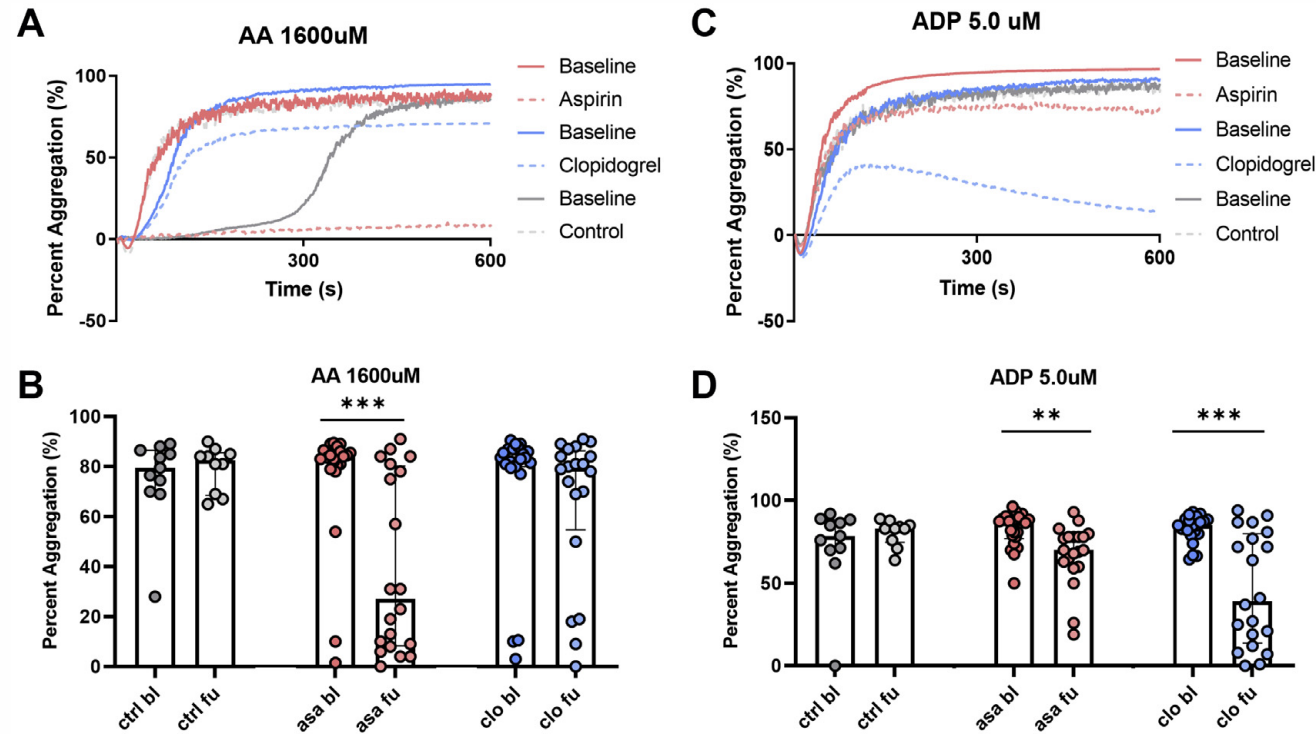 A
AA 1600uM
Percent Aggregation (%)
100
50
0
-50
300
600
Time (s)
Baseline
Aspirin
Baseline
Clopidogrel
Baseline
Control
C
ADP 5.0 uM
Percent Aggregation (%)
100
50
0
-50
300
600
Time (s)
Baseline
Aspirin
Baseline
Clopidogrel
Baseline
Control
B
AA 1600uM
***
Percent Aggregation (%)
100
80
60
40
20
0
ctrl bl
ctrl fu
asa bl
asa fu
clo bl
clo fu
D
ADP 5.0uM
**
***
Percent Aggregation (%)
150
100
50
0
ctrl bl
ctrl fu
asa bl
asa fu
clo bl
clo fu